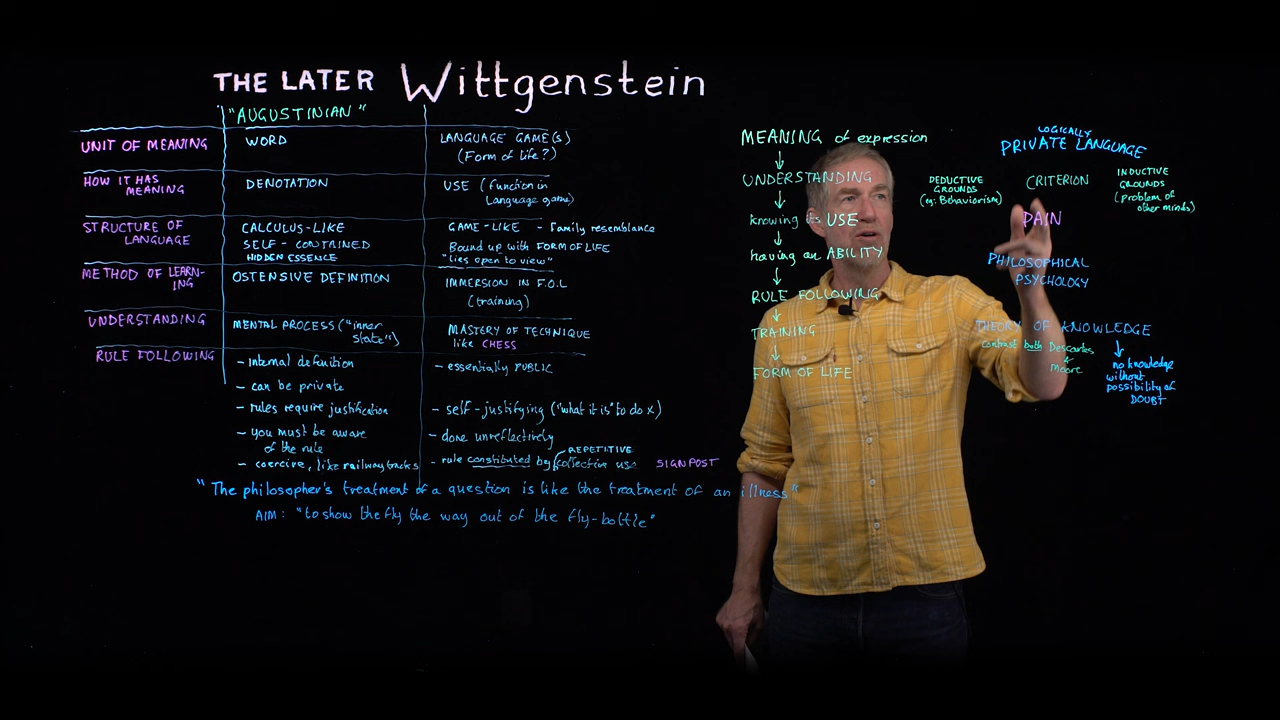 THE LATER Wittgenstein
"AUGUSTINIAN"
UNIT OF MEANING
WORD
LANGUAGE GAME(S)
(Form of life?)
HOW IT HAS
MEANING
DENOTATION
USE (function in
Language game)
STRUCTURE OF
LANGUAGE
CALCULUS-LIKE
SELF-CONTAINED
HIDDEN ESSENCE
GAME-LIKE - Family resemblance
Bound up with FORM OF LIFE
"lies open to view"
METHOD OF LEARN-
ING
OSTENSIVE DEFINITION
IMMERSION IN F.O.L
(training)
UNDERSTANDING
MENTAL PROCESS ("inner
state")
MASTERY OF TECHNIQUE
like CHESS
RULE FOLLOWING
- internal definition
- can be private
- rules require justification
- you must be aware
of the rule
- coercive, like railway tracks
- essentially PUBLIC
- self-justifying ("what it is" to do x)
- done unreflectively
- rule constituted by collective use
REPETITIVE
SIGNPOST
"The philosopher's treatment of a question is like the treatment of an illness"
AIM: "to show the fly the way out of the fly-bottle"
MEANING of expression
↓
UNDERSTANDING
↓
knowing its USE
↓
having an ABILITY
↓
RULE FOLLOWING
↓
TRAINING
↓
FORM OF LIFE
LOGICALLY
PRIVATE LANGUAGE
DEDUCTIVE
GROUNDS
(eg: Behaviorism)
CRITERION
INDUCTIVE
GROUNDS
(problem of
other minds)
PAIN
PHILOSOPHICAL
PSYCHOLOGY
THEORY OF KNOWLEDGE
contrast both Descartes
&
Moore
↓
no knowledge
without
possibility of
DOUBT